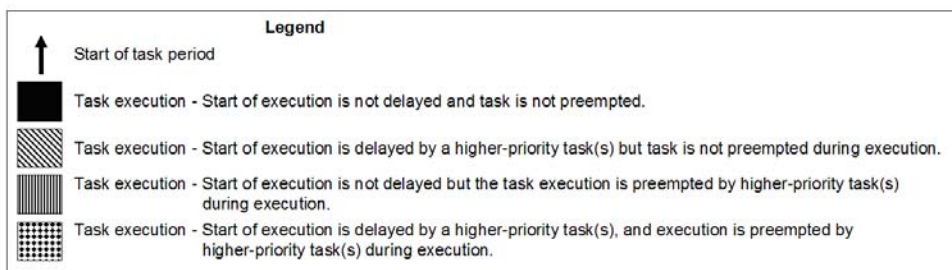 Legend
Start of task period
Task execution - Start of execution is not delayed and task is not preempted.
Task execution - Start of execution is delayed by a higher-priority task(s) but task is not preempted during execution.
Task execution - Start of execution is not delayed but the task execution is preempted by higher-priority task(s)
during execution.
Task execution - Start of execution is delayed by a higher-priority task(s), and execution is preempted by
higher-priority task(s) during execution.